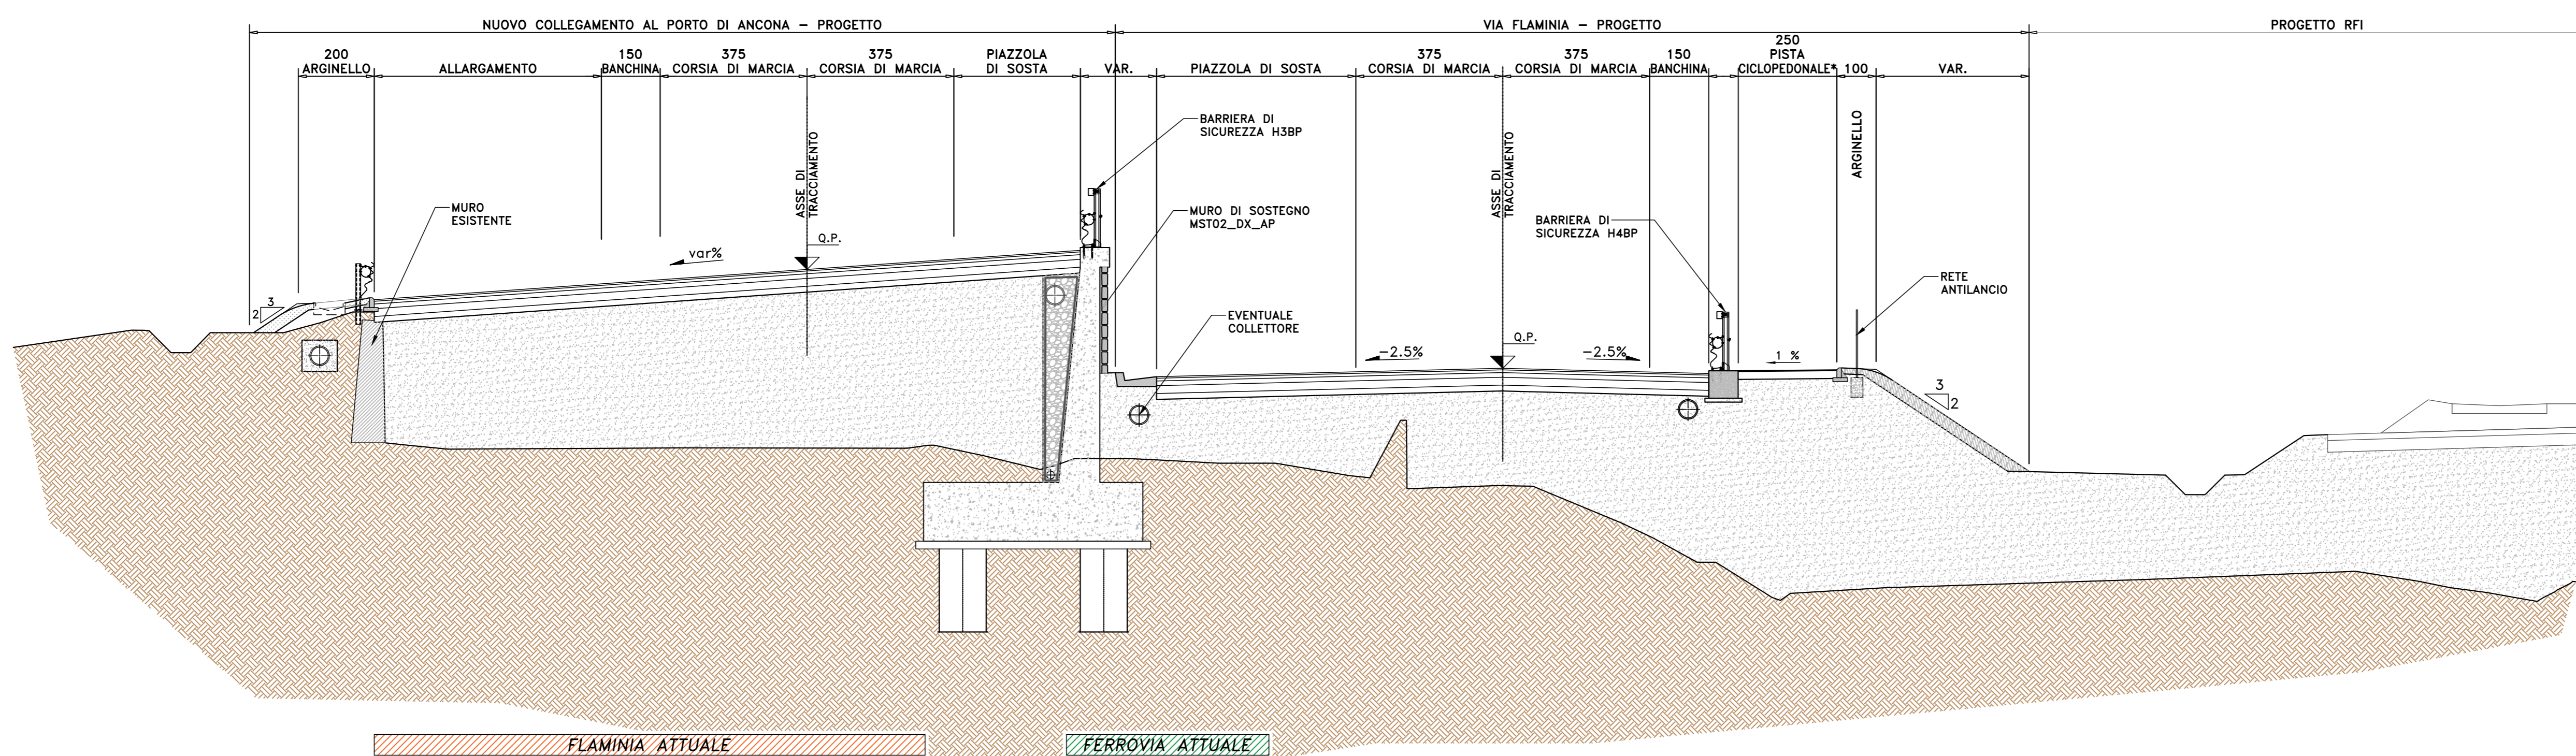 NUOVO COLLEGAMENTO AL PORTO DI ANCONA - PROGETTO
VIA FLAMINIA - PROGETTO
PROGETTO RFI
200
ARGINELLO
ALLARGAMENTO
150
BANCHINA
375
CORSIA DI MARCIA
375
CORSIA DI MARCIA
PIAZZOLA
DI SOSTA
VAR.
PIAZZOLA DI SOSTA
375
CORSIA DI MARCIA
375
CORSIA DI MARCIA
150
BANCHINA
250
PISTA
CICLOPEDONALE*
100
VAR.
ARGINELLO
ASSE DI
TRACCIAMENTO
ASSE DI
TRACCIAMENTO
BARRIERA DI
SICUREZZA H3BP
MURO
ESISTENTE
MURO DI SOSTEGNO
MST02_DX_AP
BARRIERA DI
SICUREZZA H4BP
Q.P.
var%
RETE
ANTILANCIO
3
2
EVENTUALE
COLLETTORE
Q.P.
-2.5%
-2.5%
1 %
3
2
FLAMINIA ATTUALE
FERROVIA ATTUALE